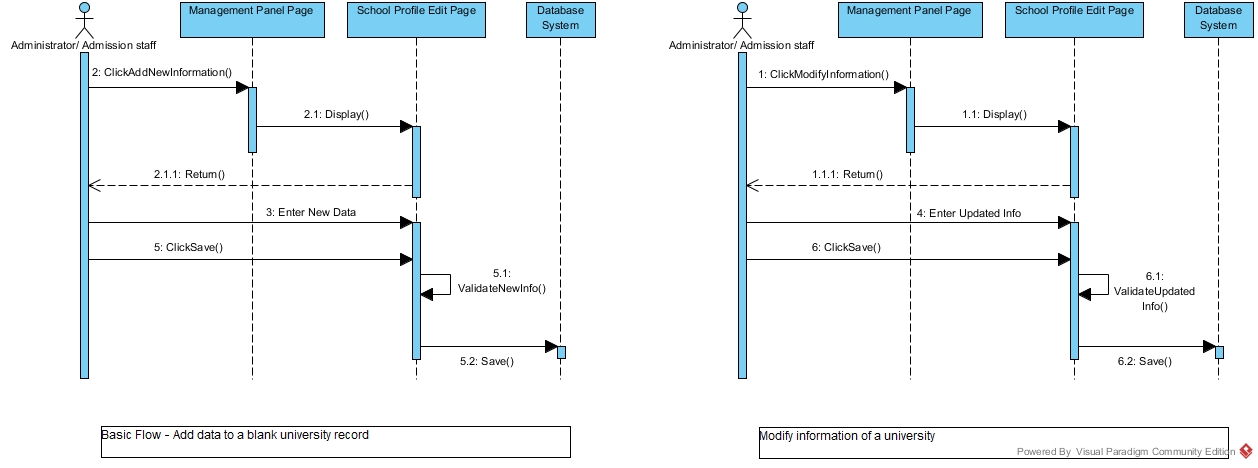 Management Panel Page
School Profile Edit Page
Database
System
Administrator/ Admission staff
2: ClickAddNewInformation()
2.1: Display()
2.1.1: Return()
3: Enter New Data
5: ClickSave()
5.1:
ValidateNewInfo()
5.2: Save()
Basic Flow - Add data to a blank university record
Management Panel Page
School Profile Edit Page
Database
System
Administrator/ Admission staff
1: ClickModifyInformation()
1.1: Display()
1.1.1: Return()
4: Enter Updated Info
6: ClickSave()
6.1:
ValidateUpdated
Info()
6.2: Save()
Modify information of a university
Powered By Visual Paradigm Community Edition